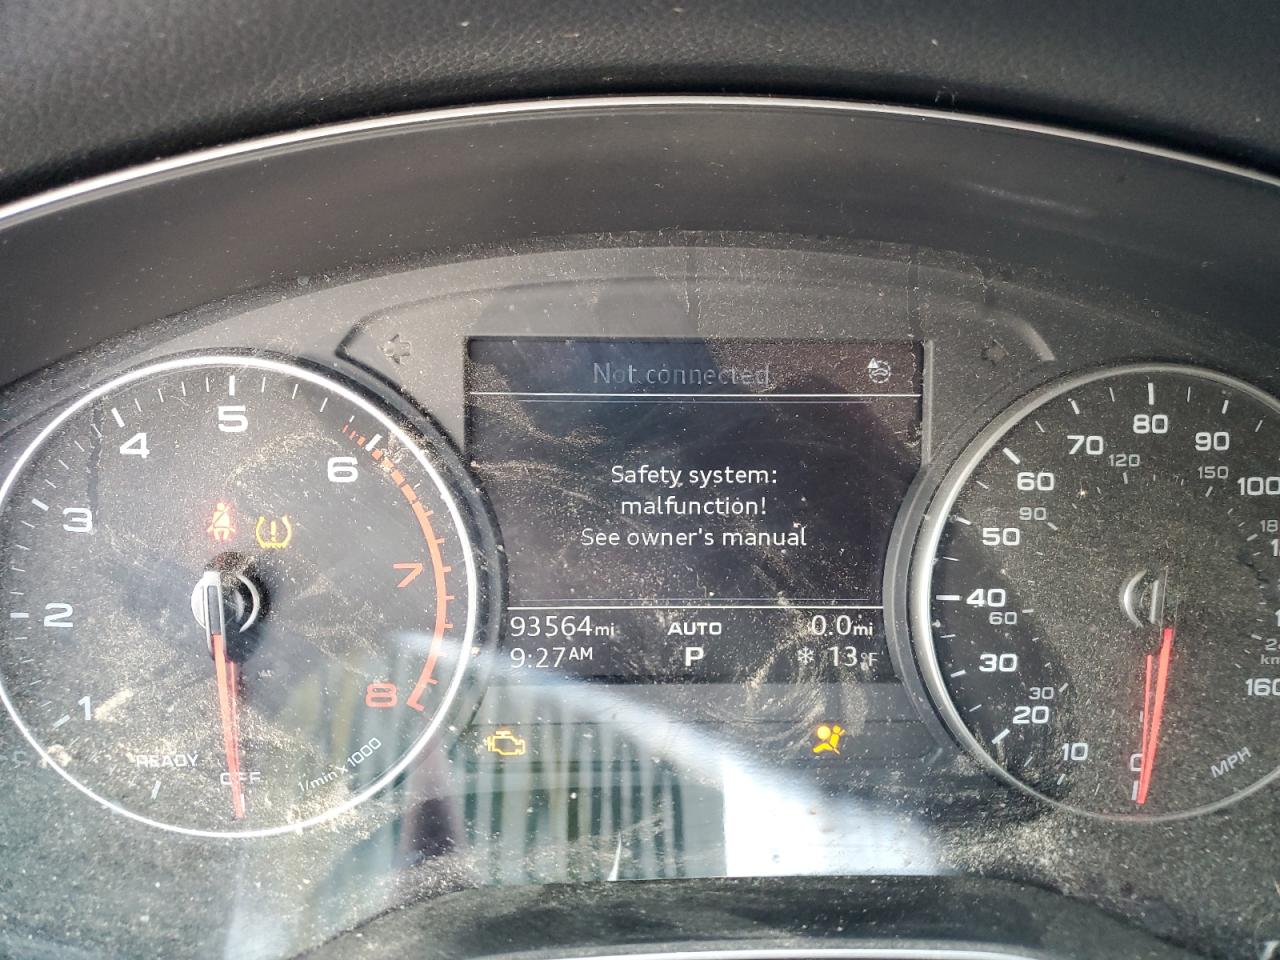 Not connected
Safety system:
malfunction!
See owner's manual
93564mi
AUTO
0.0mi
9:27AM
P
13°F
1
2
3
4
5
6
7
8
READY
OFF
1/min x 1000
0
10
20
30
40
50
60
70
80
90
100
160
30
60
90
120
150
MPH